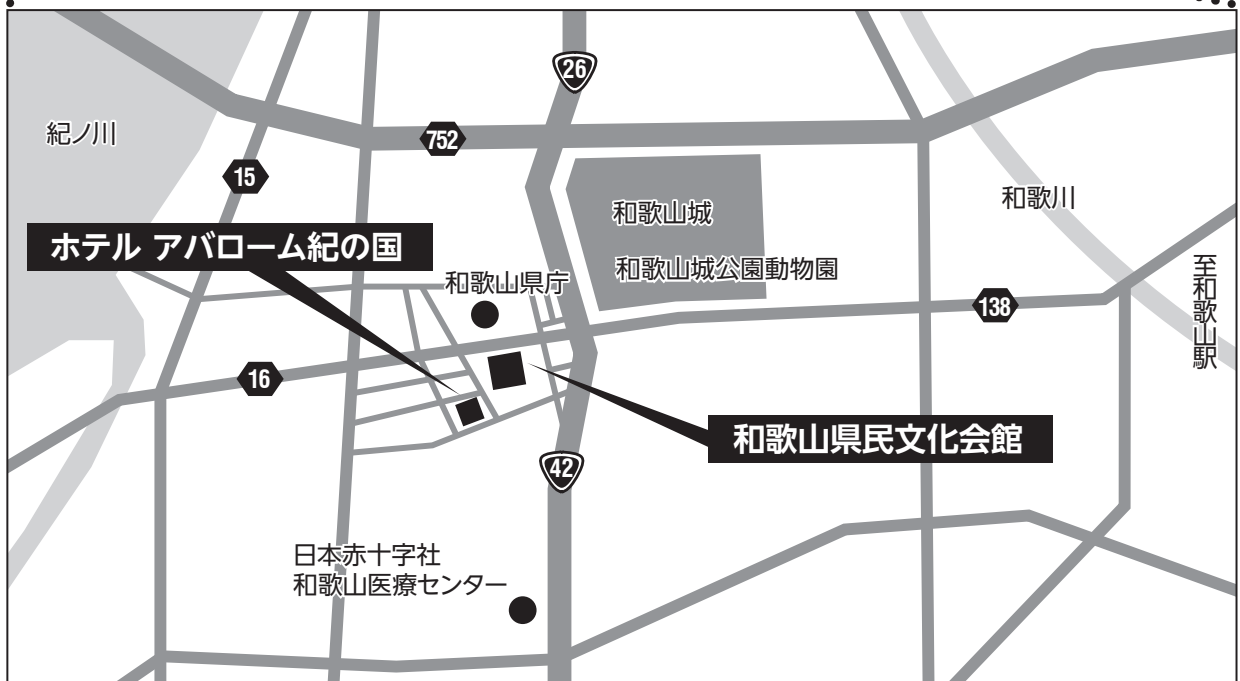 26
紀ノ川
752
15
和歌川
和歌山城
ホテル アバローム紀の国
和歌山城公園動物園
和歌山県庁
至和歌山駅
138
16
和歌山県民文化会館
42
日本赤十字社
和歌山医療センター